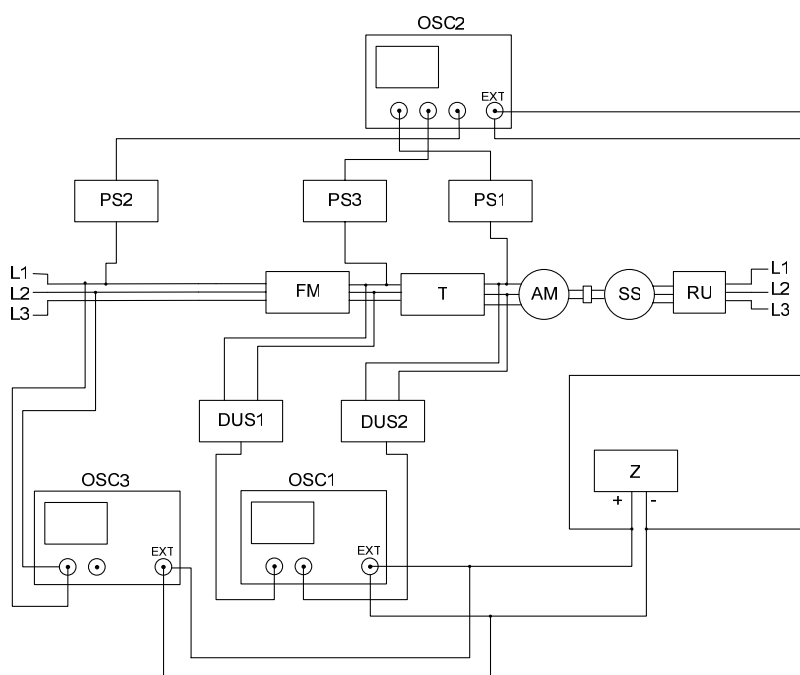 OSC2
EXT
PS2
PS3
PS1
L1
L2
L3
FM
T
AM
SS
RU
L1
L2
L3
DUS1
DUS2
OSC3
EXT
OSC1
EXT
Z
+ -